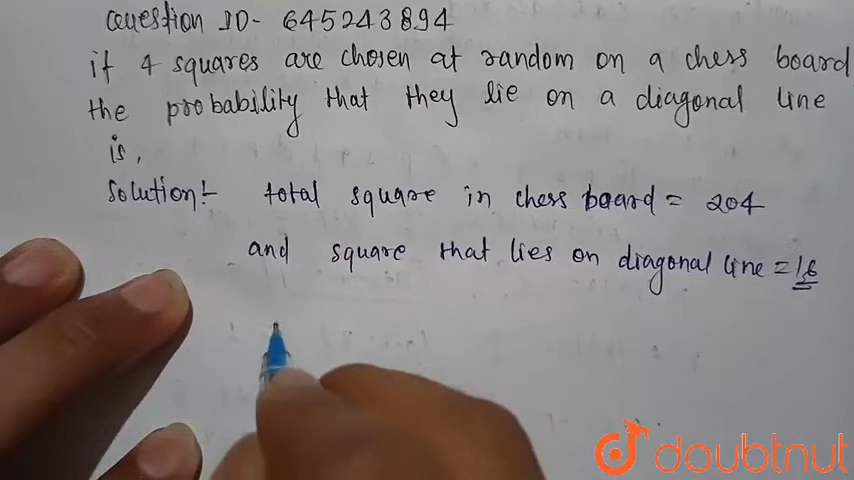 Question ID- 645243894
if 4 squares are chosen at random on a chess board
the probability that they lie on a diagonal line
is,
Solution!- total square in chess board = 204
and square that lies on diagonal line = 16
doubtnut